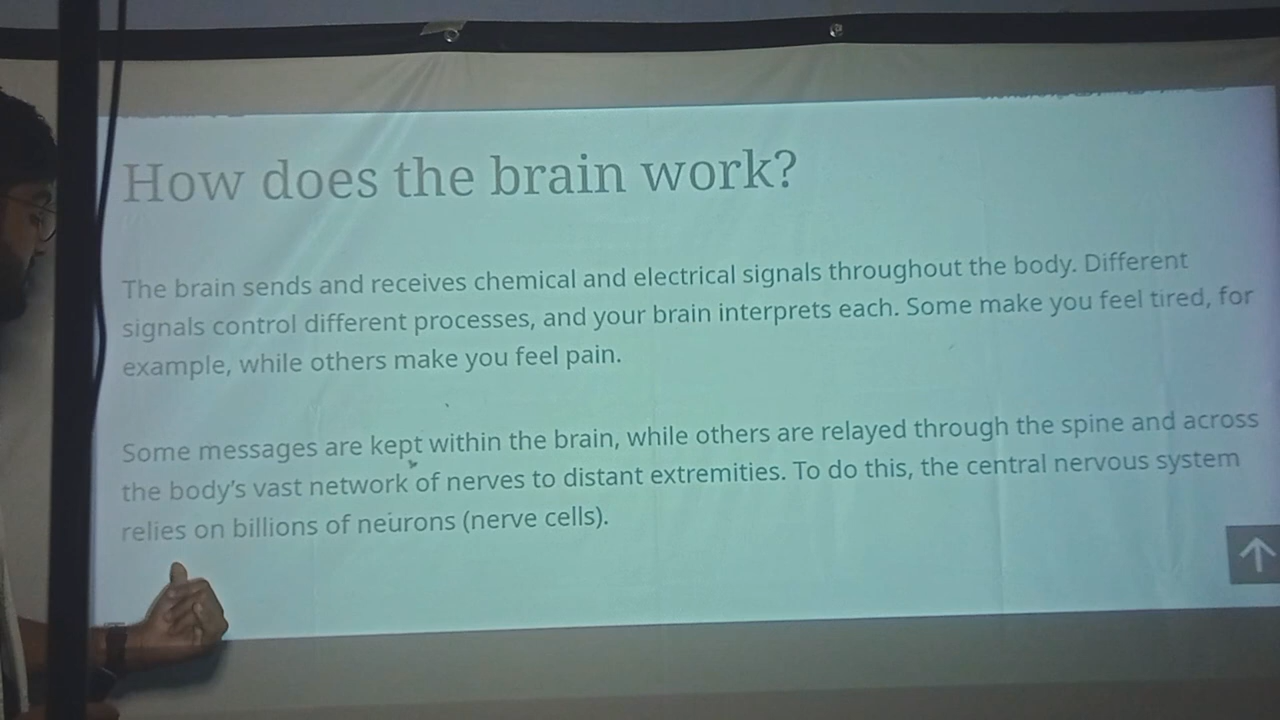 How does the brain work?
The brain sends and receives chemical and electrical signals throughout the body. Different
signals control different processes, and your brain interprets each. Some make you feel tired, for
example, while others make you feel pain.
Some messages are kept within the brain, while others are relayed through the spine and across
the body’s vast network of nerves to distant extremities. To do this, the central nervous system
relies on billions of neurons (nerve cells).